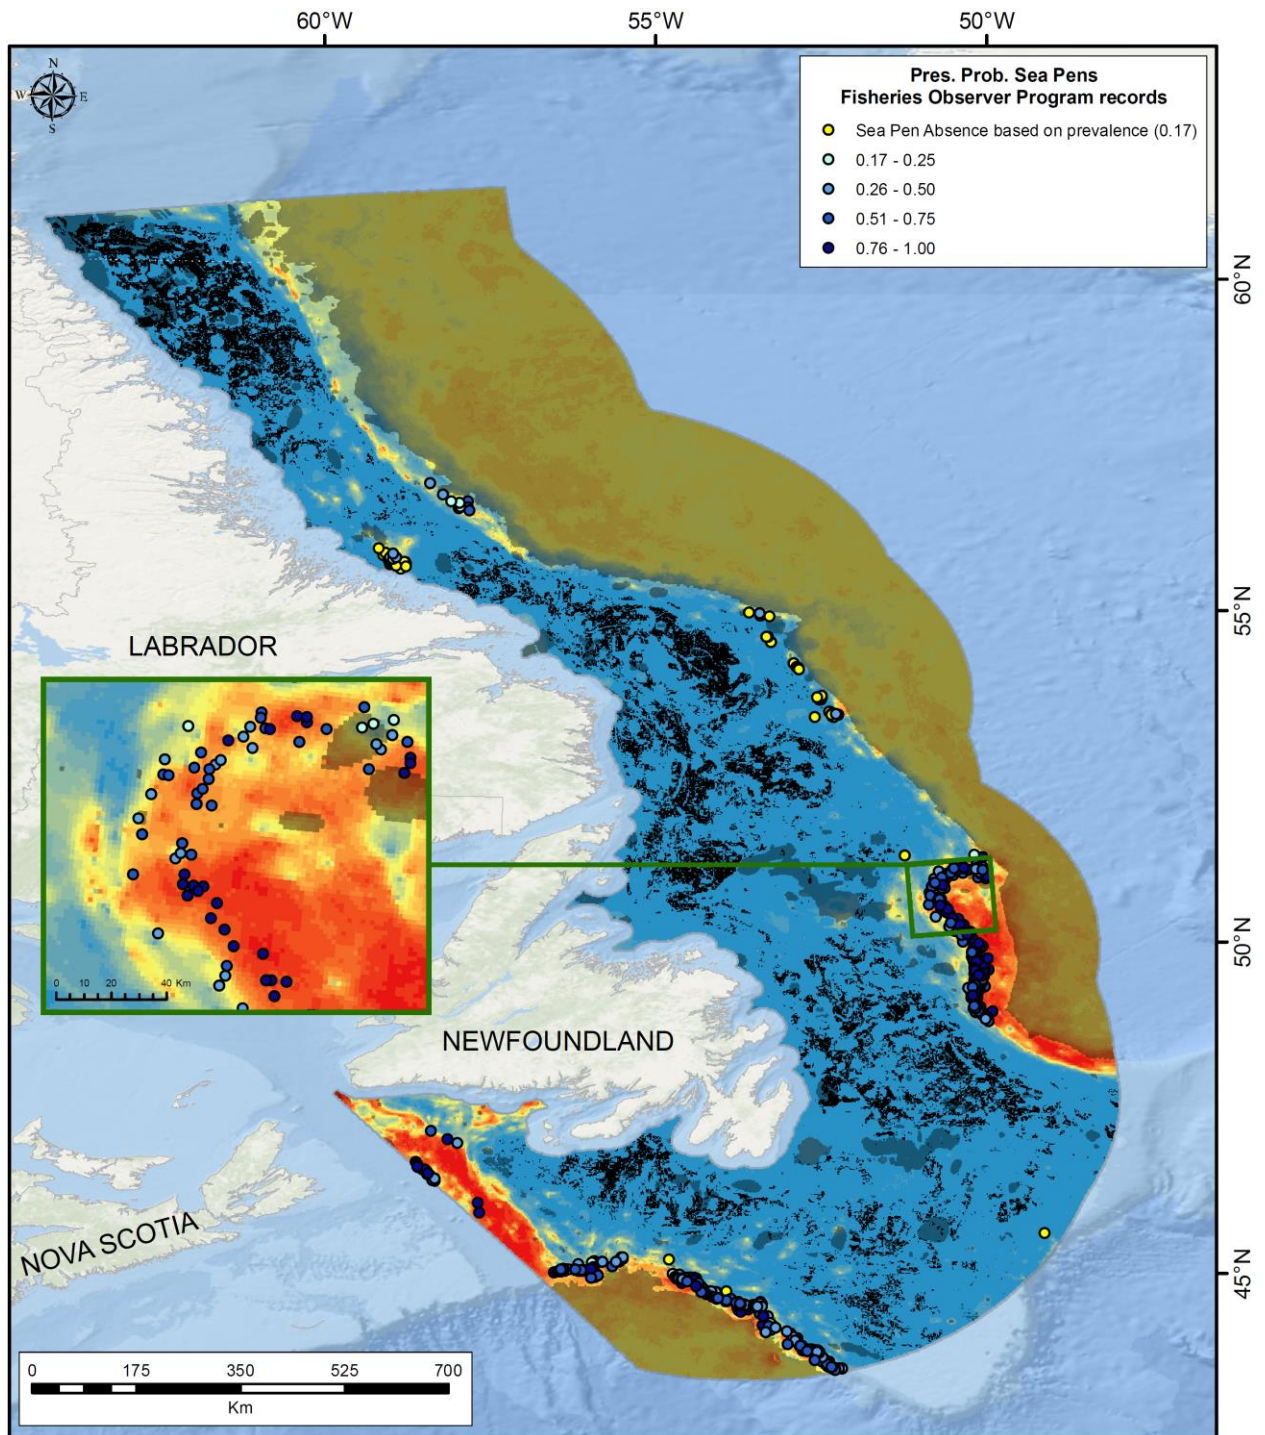 60°W 55°W 50°W
N
W E
S
Pres. Prob. Sea Pens
Fisheries Observer Program records
Sea Pen Absence based on prevalence (0.17)
0.17 - 0.25
0.26 - 0.50
0.51 - 0.75
0.76 - 1.00
60°N
55°N
LABRADOR
50°N
0 10 20 40 Km
NEWFOUNDLAND
NOVA SCOTIA
45°N
0 175 350 525 700
Km